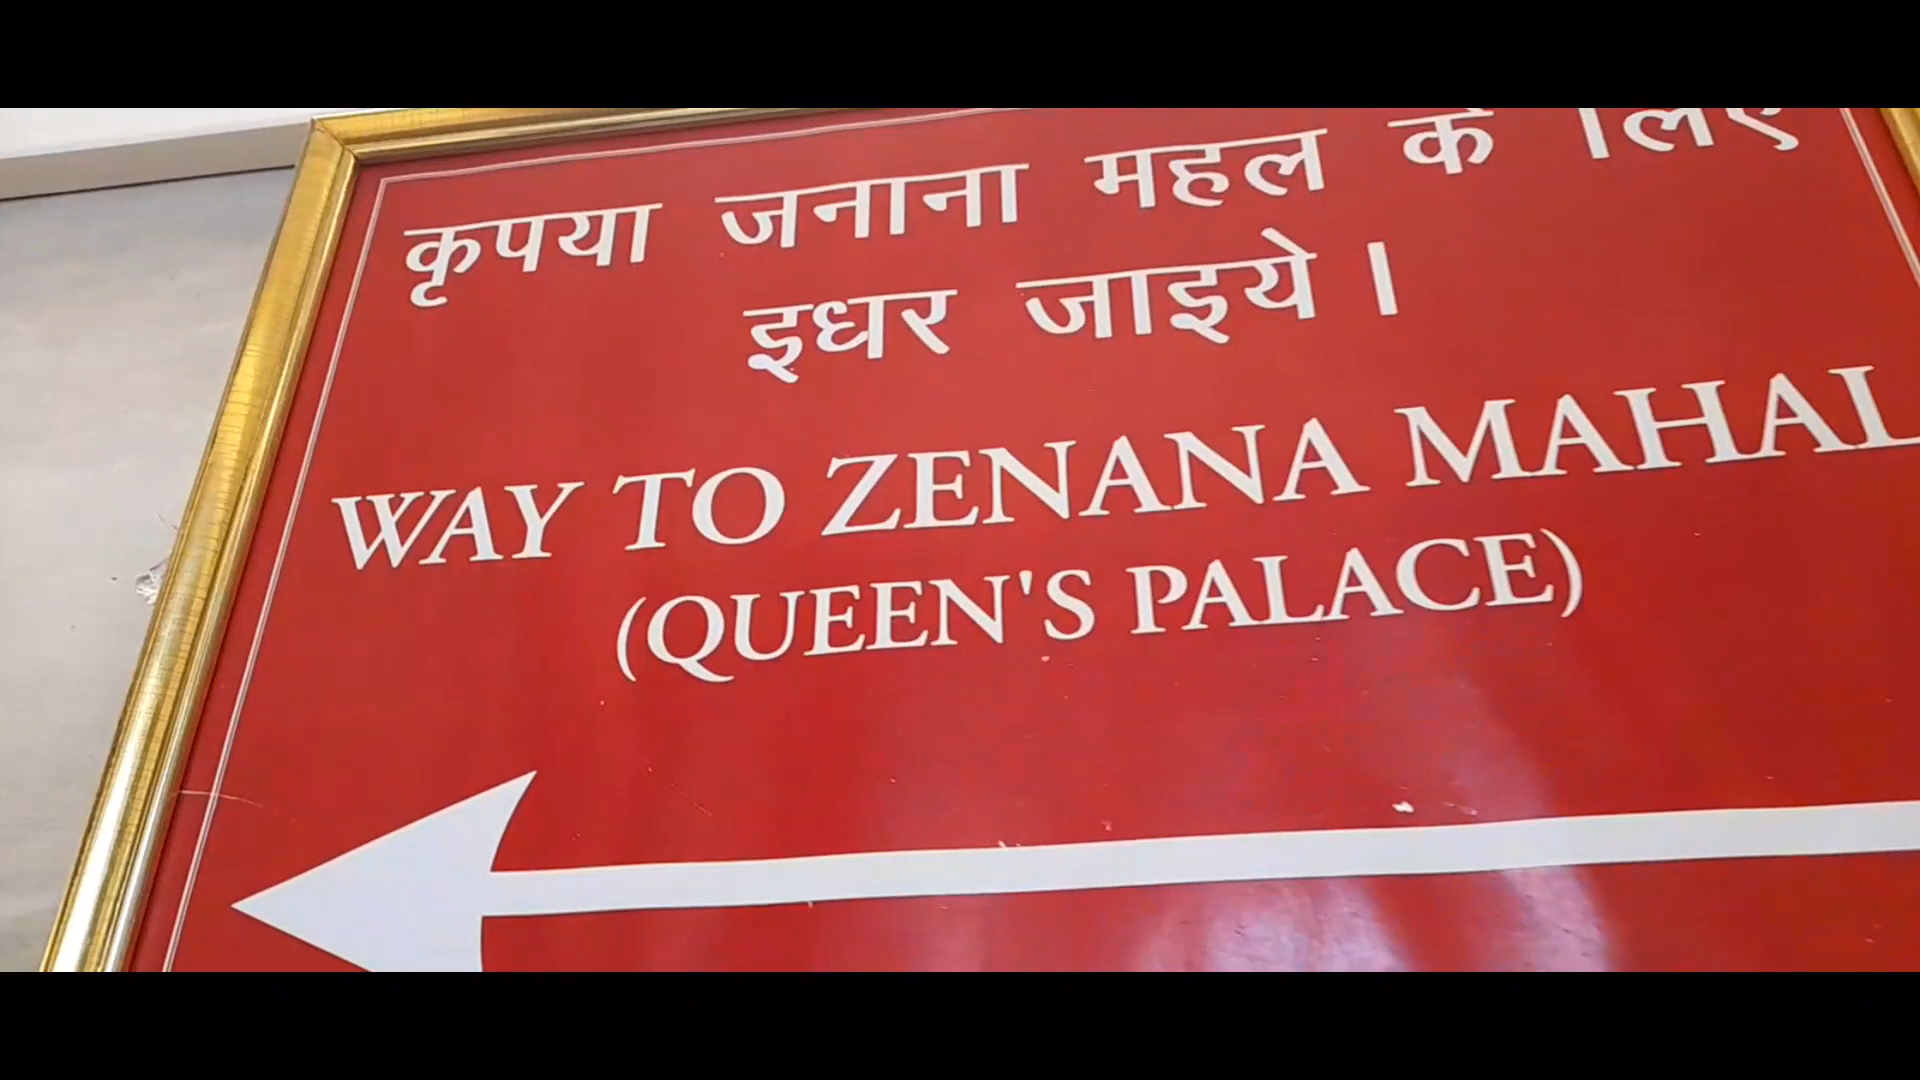 कृपया जनाना महल के लिए
इधर जाइये।
WAY TO ZENANA MAHAL
(QUEEN'S PALACE)